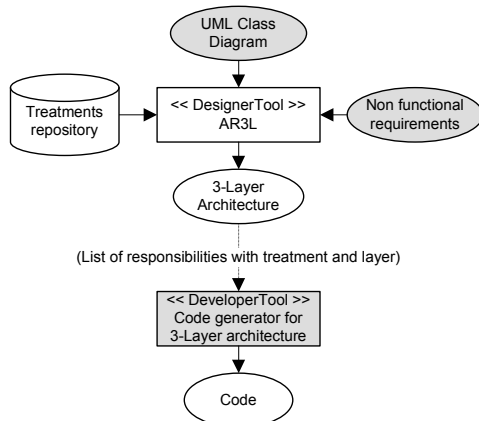 UML Class
Diagram
Treatments
repository
<< DesignerTool >>
AR3L
Non functional
requirements
3-Layer
Architecture
(List of responsibilities with treatment and layer)
<< DeveloperTool >>
Code generator for
3-Layer architecture
Code